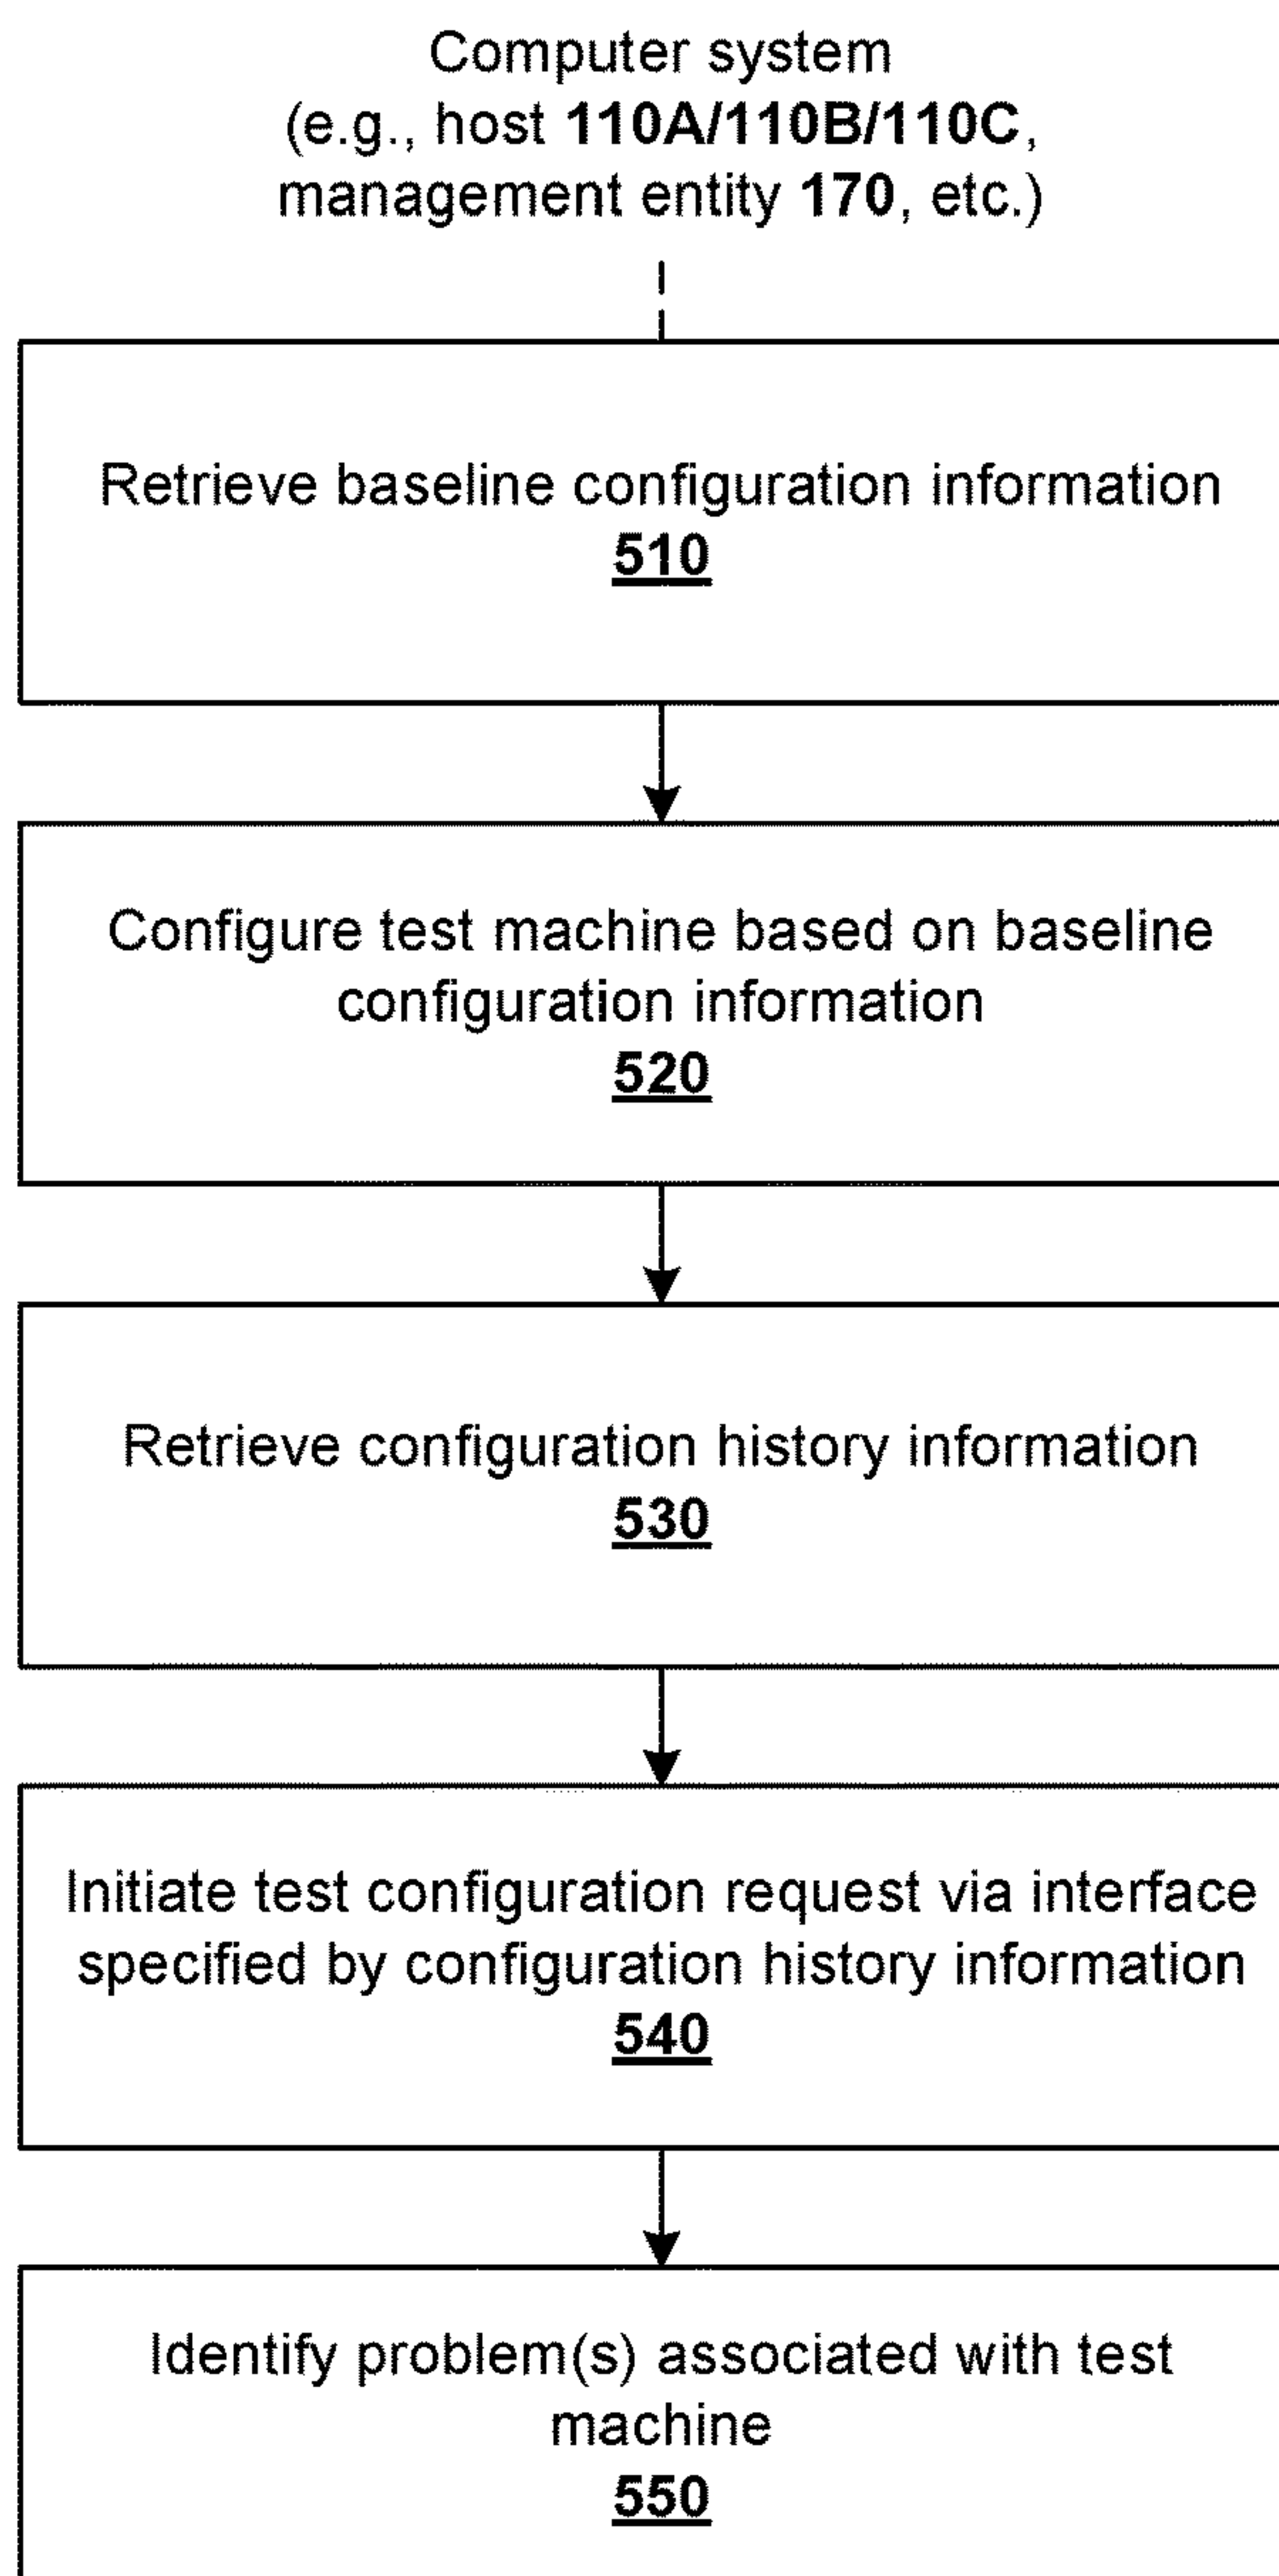 Computer system
(e.g., host 110A/110B/110C,
management entity 170, etc.)
Retrieve baseline configuration information
510
Configure test machine based on baseline
configuration information
520
Retrieve configuration history information
530
Initiate test configuration request via interface
specified by configuration history information
540
Identify problem(s) associated with test
machine
550